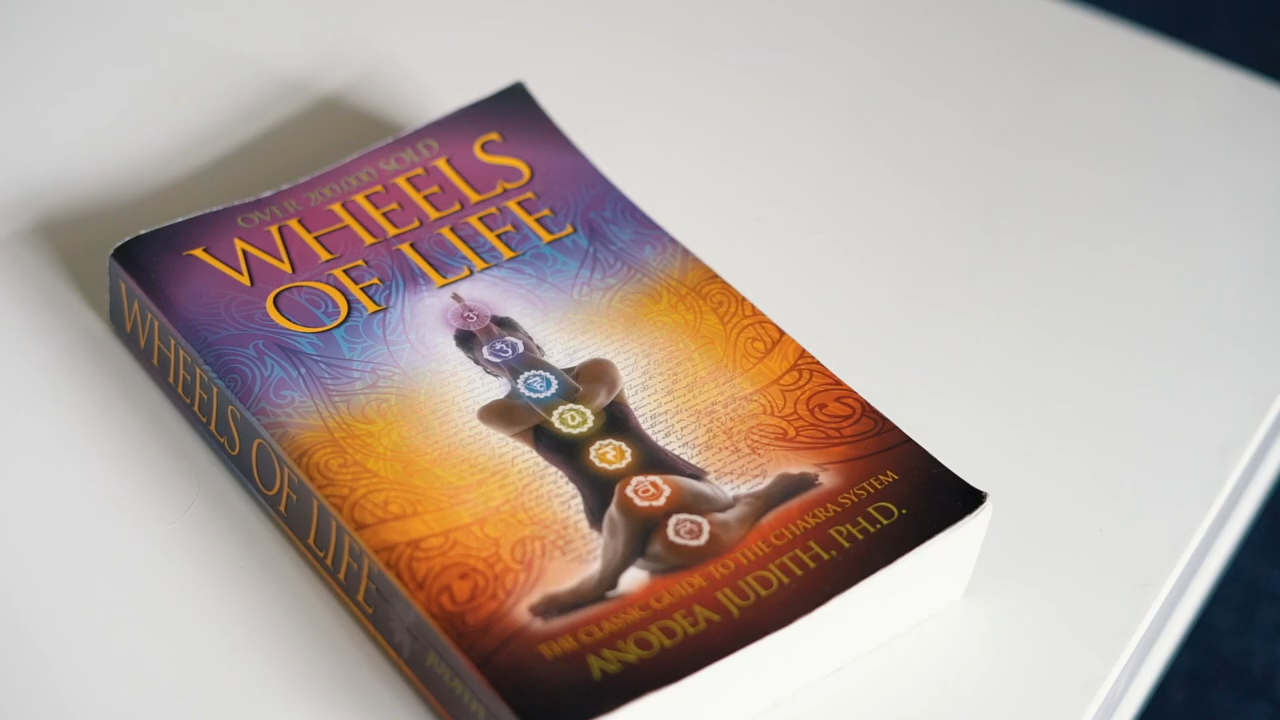 OVER 200,000 SOLD
WHEELS
OF LIFE
THE CLASSIC GUIDE TO THE CHAKRA SYSTEM
ANODEA JUDITH, PH.D.
WHEELS OF LIFE